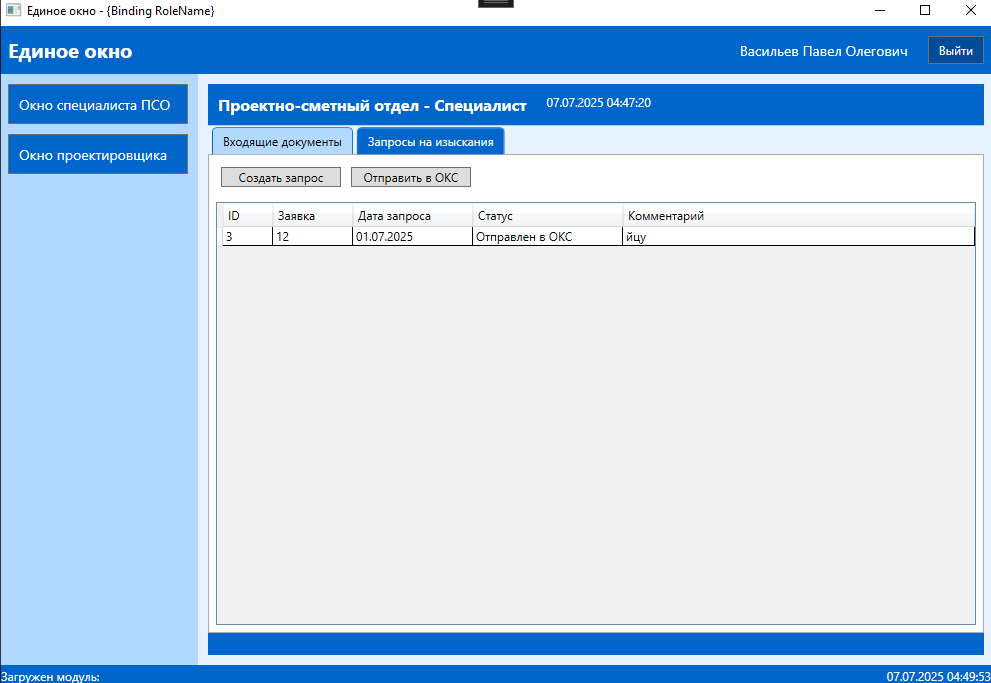 Единое окно - {Binding RoleName}
Единое окно
Васильев Павел Олегович
Выйти
Окно специалиста ПСО
Окно проектировщика
Проектно-сметный отдел - Специалист 07.07.2025 04:47:20
Входящие документы Запросы на изыскания
Создать запрос Отправить в ОКС
ID Заявка Дата запроса Статус Комментарий
3 12 01.07.2025 Отправлен в ОКС йцу
Загружен модуль: 07.07.2025 04:49:53